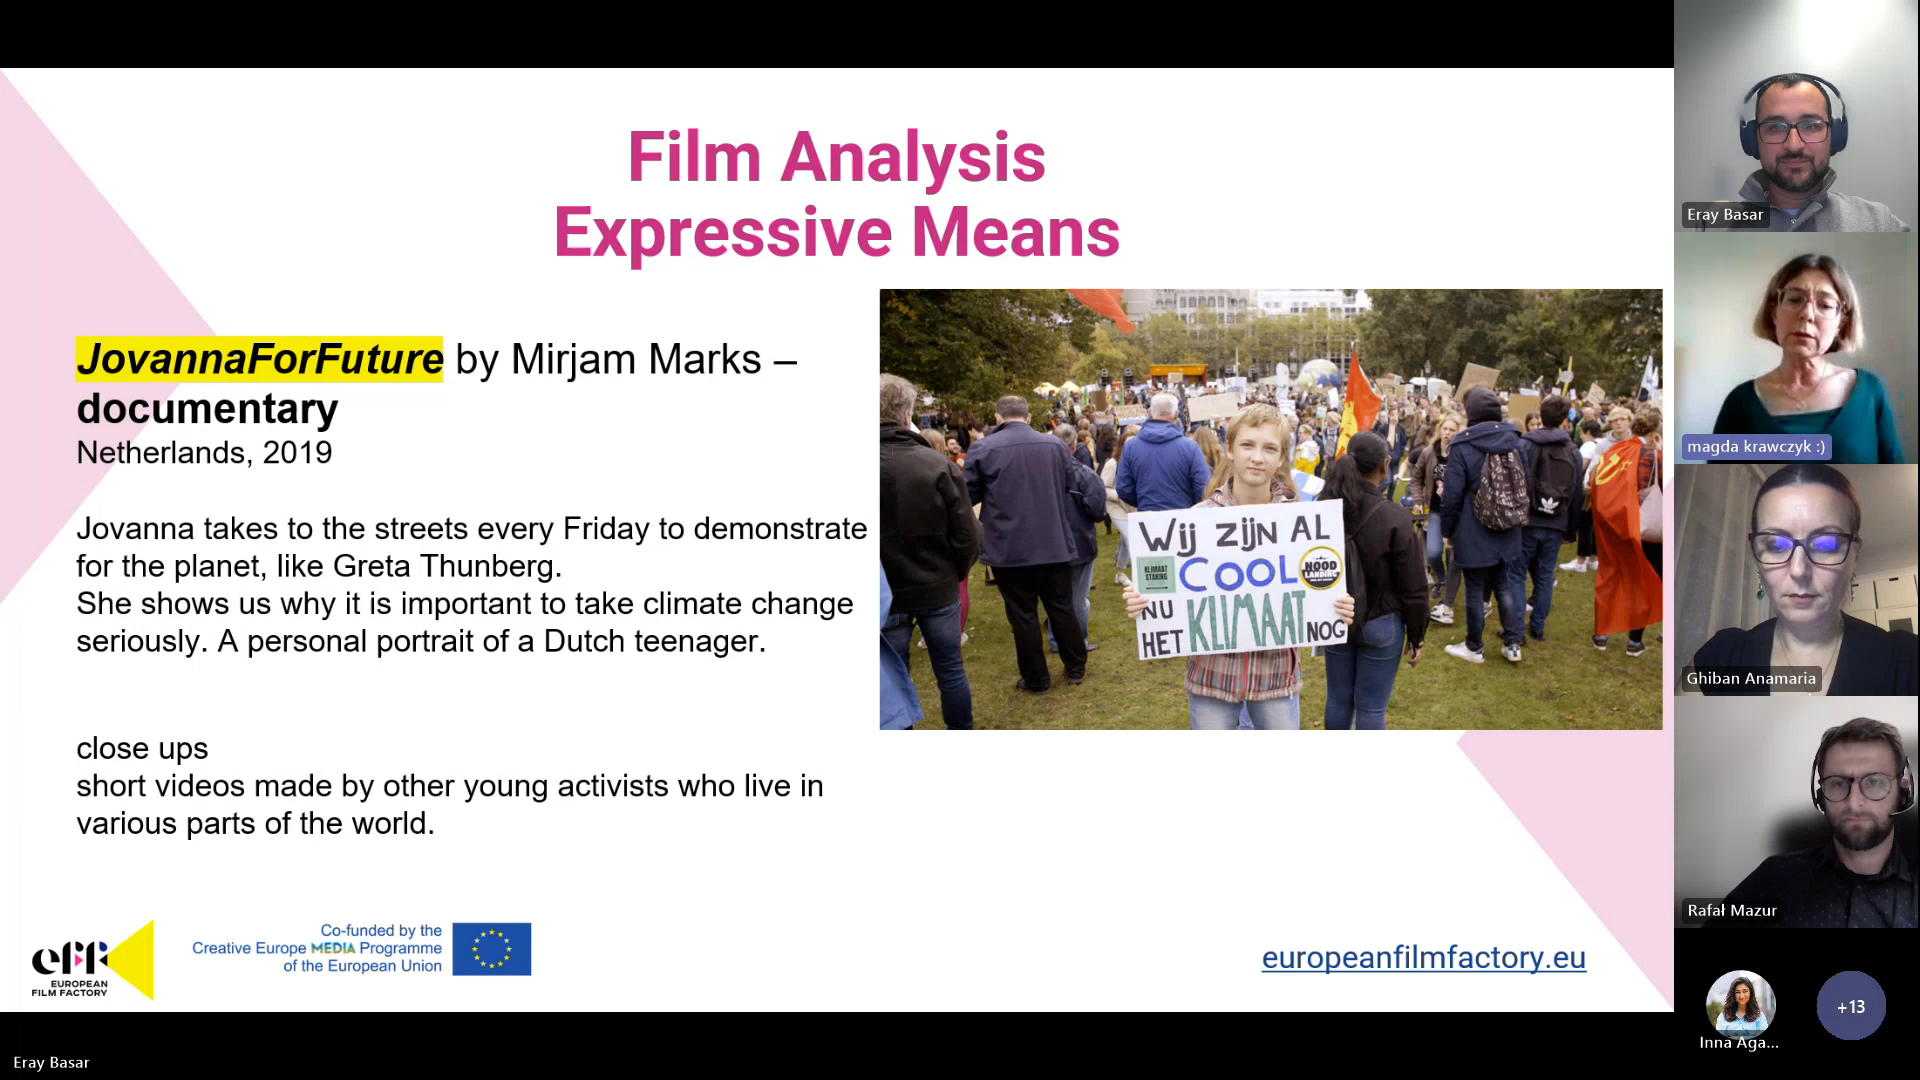 Film Analysis
Expressive Means
JovannaForFuture by Mirjam Marks –
documentary
Netherlands, 2019
Jovanna takes to the streets every Friday to demonstrate
for the planet, like Greta Thunberg.
She shows us why it is important to take climate change
seriously. A personal portrait of a Dutch teenager.
close ups
short videos made by other young activists who live in
various parts of the world.
WIJ ZIJN AL
KLIMAAT
STAKING
COOL
NOOD
LANDING
NU
HET KLIMAAT NOG
eff
EUROPEAN
FILM FACTORY
Co-funded by the
Creative Europe MEDIA Programme
of the European Union
europeanfilmfactory.eu
Eray Basar
magda krawczyk :)
Ghiban Anamaria
Rafał Mazur
Inna Aga...
+13
Eray Basar